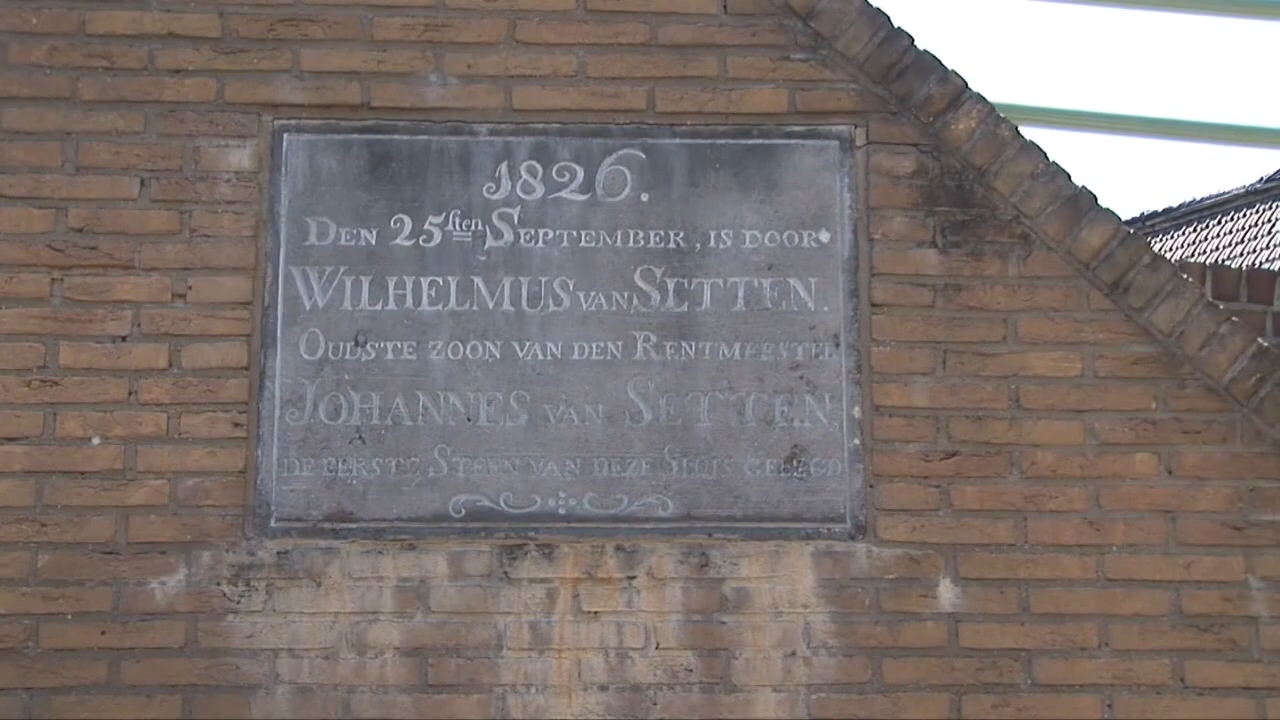 1826.
DEN 25sten SEPTEMBER, IS DOOR
WILHELMUS VAN SETTEN.
OUDSTE ZOON VAN DEN RENTMEESTER
JOHANNES VAN SETTEN,
DE EERSTE STEEN VAN DEZE SLUIS GELEGD